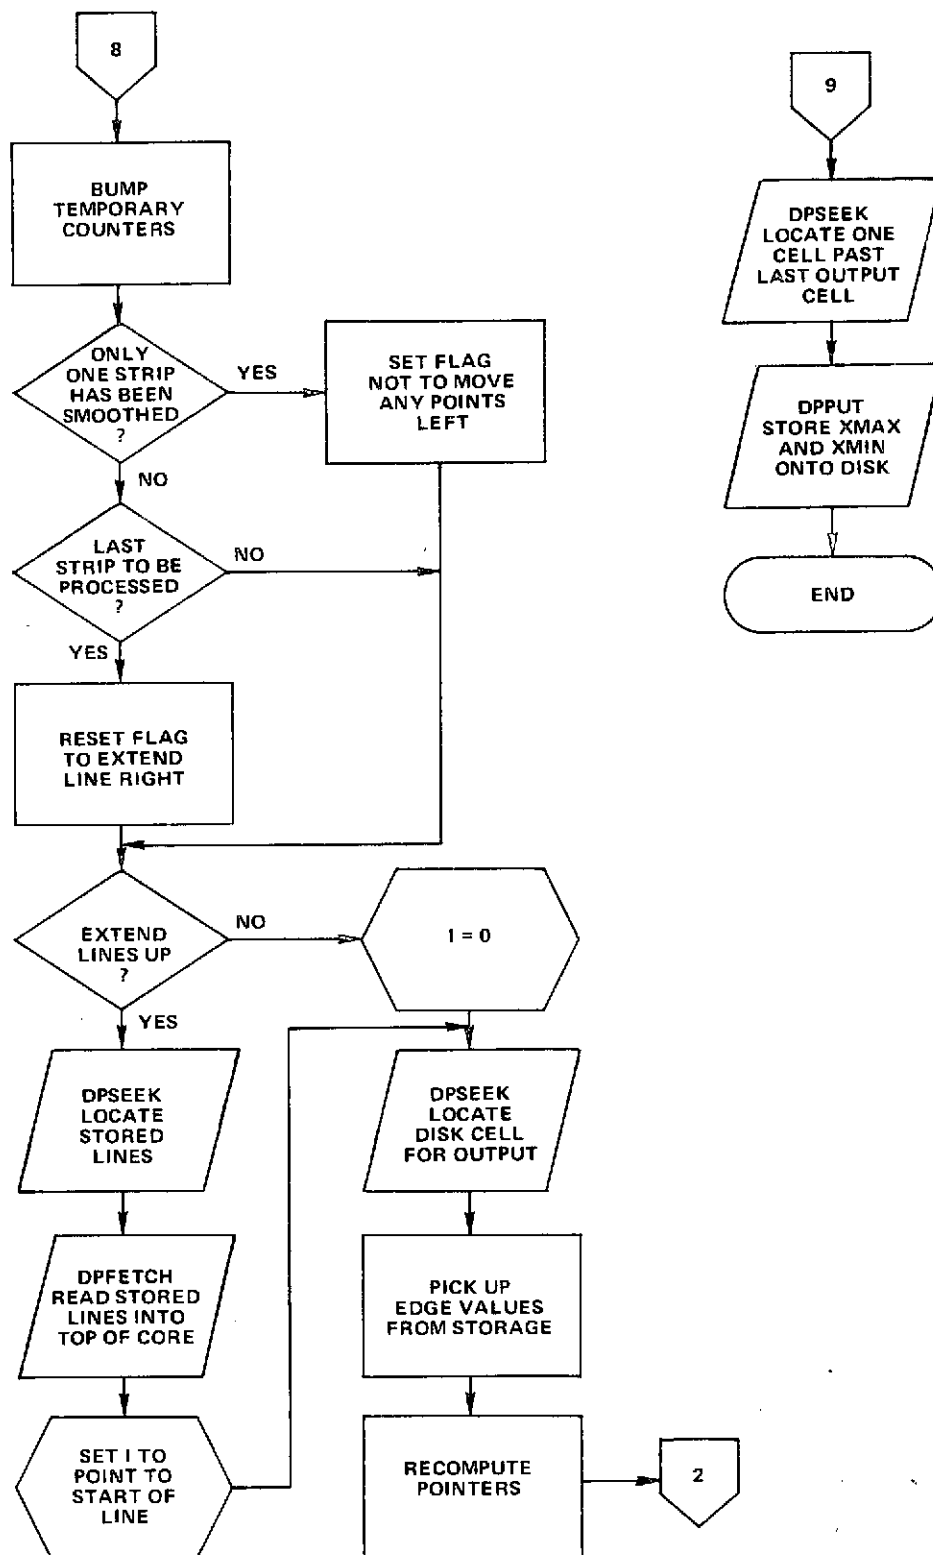 8
BUMP
TEMPORARY
COUNTERS
ONLY
ONE STRIP
HAS BEEN
SMOOTHED
?
YES
SET FLAG
NOT TO MOVE
ANY POINTS
LEFT
NO
LAST
STRIP TO BE
PROCESSED
?
NO
YES
RESET FLAG
TO EXTEND
LINE RIGHT
EXTEND
LINES UP
?
NO
I = 0
YES
DPSEEK
LOCATE
STORED
LINES
DPFETCH
READ STORED
LINES INTO
TOP OF CORE
SET I TO
POINT TO
START OF
LINE
DPSEEK
LOCATE
DISK CELL
FOR OUTPUT
PICK UP
EDGE VALUES
FROM STORAGE
RECOMPUTE
POINTERS
2
9
DPSEEK
LOCATE ONE
CELL PAST
LAST OUTPUT
CELL
DPPUT
STORE XMAX
AND XMIN
ONTO DISK
END